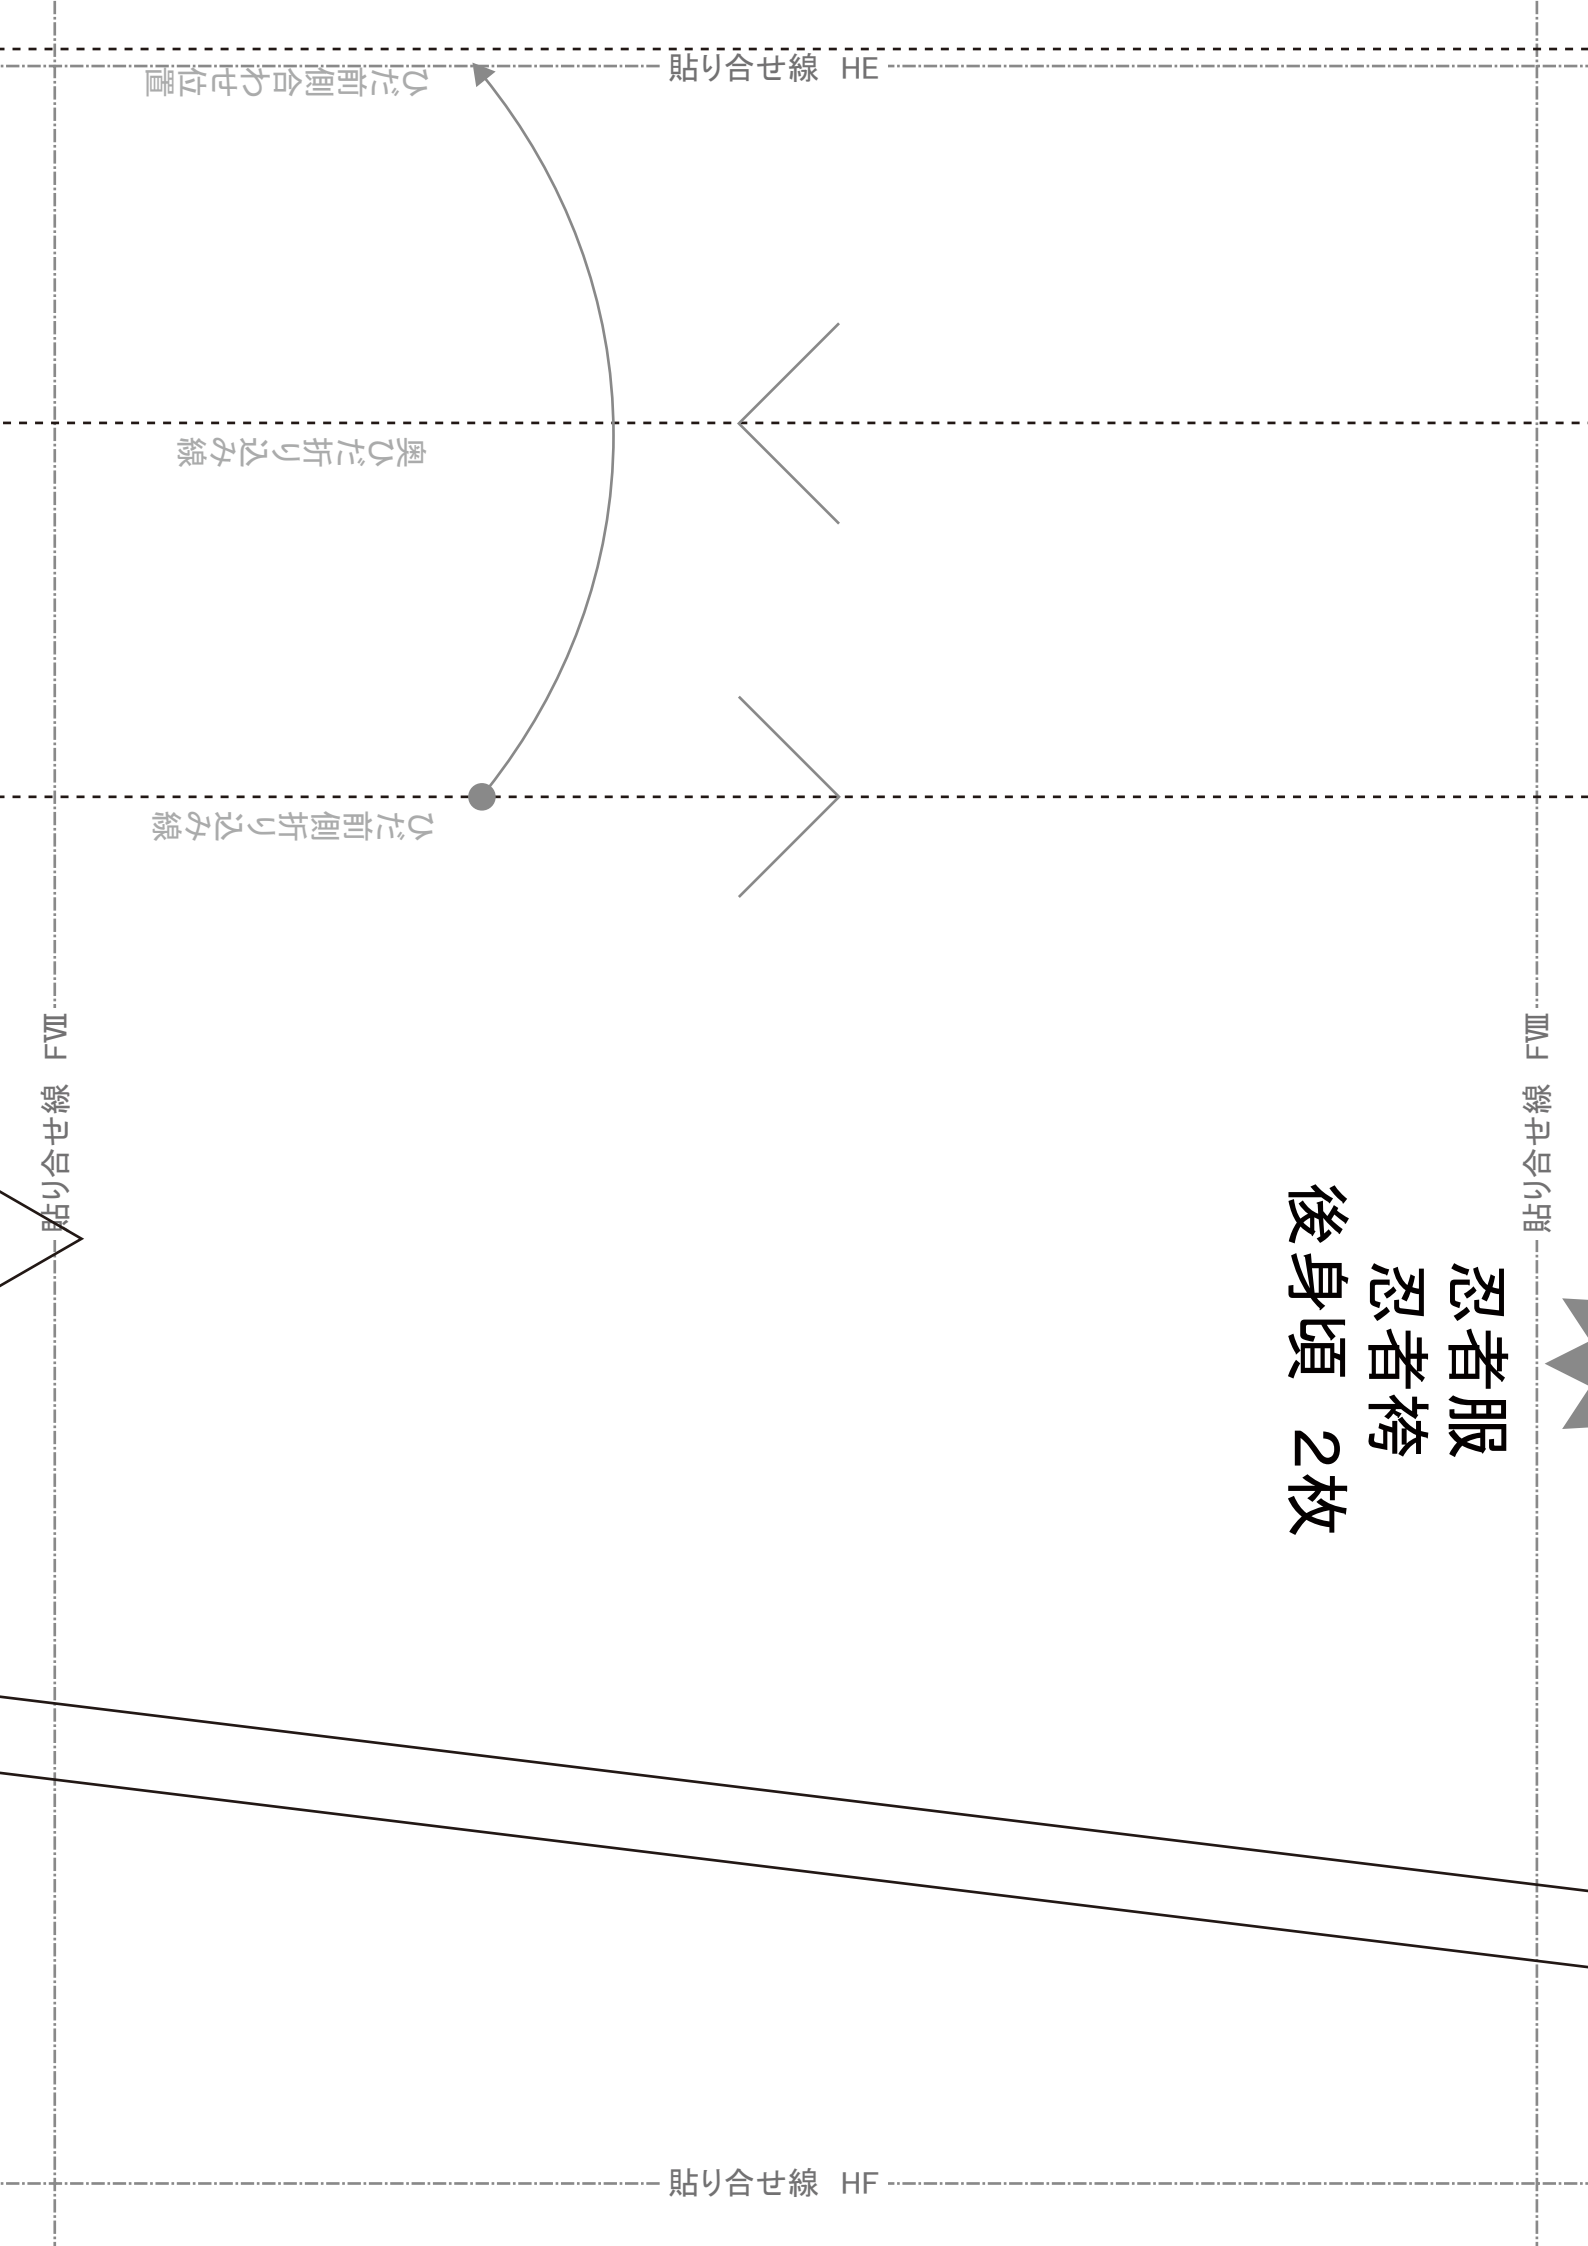 貼り合せ線 HE
ひだ前側合わせ位置
奥ひだ折り込み線
ひだ前側折り込み線
貼り合せ線 FⅦ
貼り合せ線 FⅧ
忍者服
忍者袴
後身頃 2枚
貼り合せ線 HF